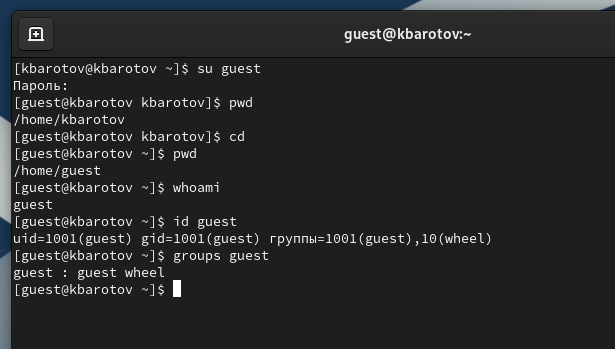 guest@kbarotov:~
[kbarotov@kbarotov ~]$ su guest
Пароль:
[guest@kbarotov kbarotov]$ pwd
/home/kbarotov
[guest@kbarotov kbarotov]$ cd
[guest@kbarotov ~]$ pwd
/home/guest
[guest@kbarotov ~]$ whoami
guest
[guest@kbarotov ~]$ id guest
uid=1001(guest) gid=1001(guest) группы=1001(guest),10(wheel)
[guest@kbarotov ~]$ groups guest
guest : guest wheel
[guest@kbarotov ~]$